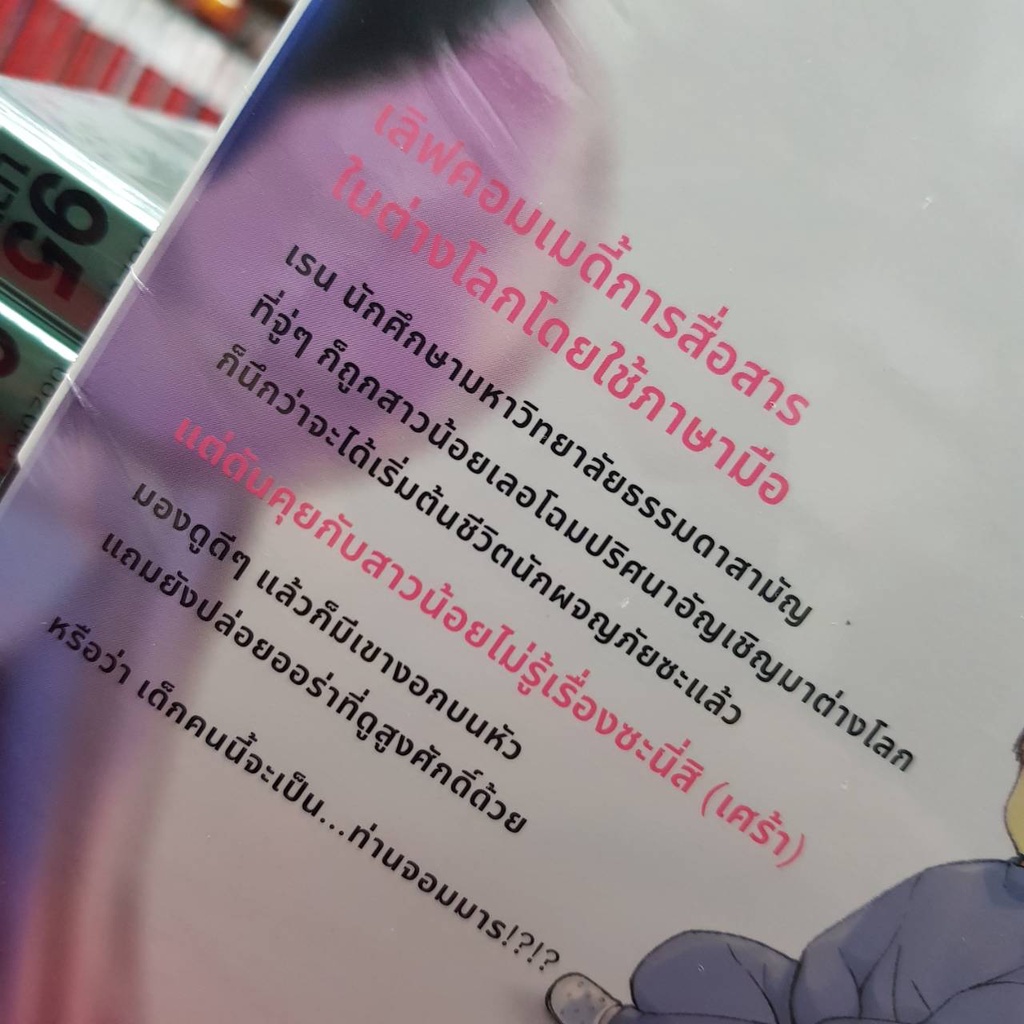 เลิฟคอมเมดี้การสื่อสาร
ในต่างโลกโดยใช้ภาษามือ
เรน นักศึกษามหาวิทยาลัยธรรมดาสามัญ
ที่จู่ๆ ก็ถูกสาวน้อยเลอโฉมปริศนาอัญเชิญมาต่างโลก
ก็นึกว่าจะได้เริ่มต้นชีวิตนักผจญภัยซะแล้ว
แต่ดันคุยกับสาวน้อยไม่รู้เรื่องซะนี่สิ (เศร้า)
มองดูดีๆ แล้วก็มีเขางอกบนหัว
แถมยังปล่อยออร่าที่ดูสูงศักดิ์ด้วย
หรือว่า เด็กคนนี้จะเป็น...ท่านจอมมาร!?!?